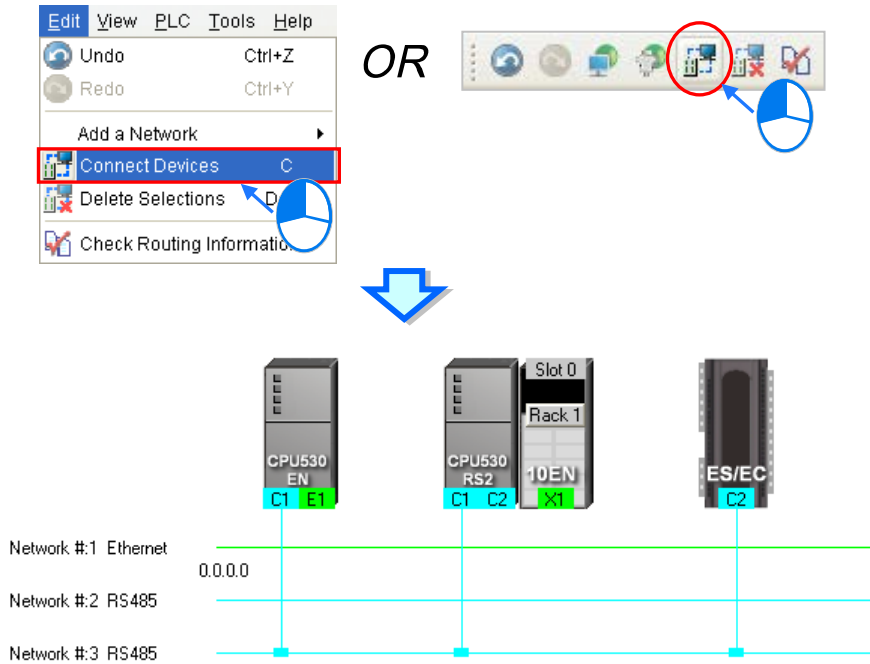 Edit View PLC Tools Help
Undo Ctrl+Z
Redo Ctrl+Y
Add a Network
Connect Devices C
Delete Selections D
Check Routing Informatio
OR
Slot 0
Rack 1
CPU530
EN
C1 E1
CPU530
RS2
C1 C2
10EN
X1
ES/EC
C2
Network #:1 Ethernet
0.0.0.0
Network #:2 RS485
Network #:3 RS485